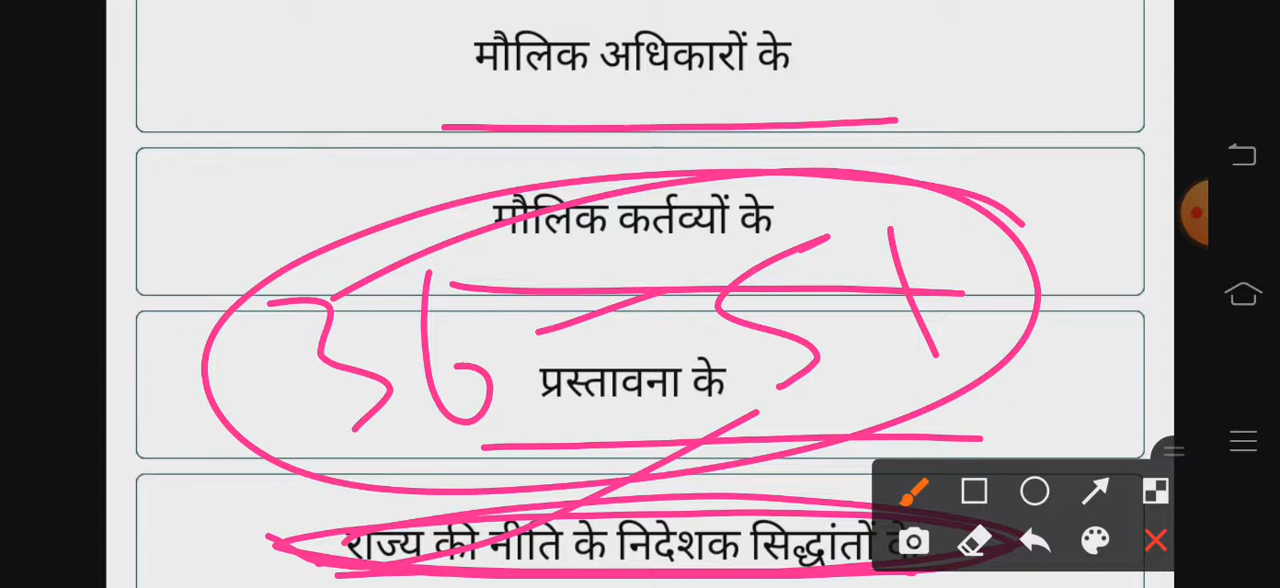 मौलिक अधिकारों के
मौलिक कर्तव्यों के
36-51
प्रस्तावना के
राज्य की नीति के निदेशक सिद्धांतों के